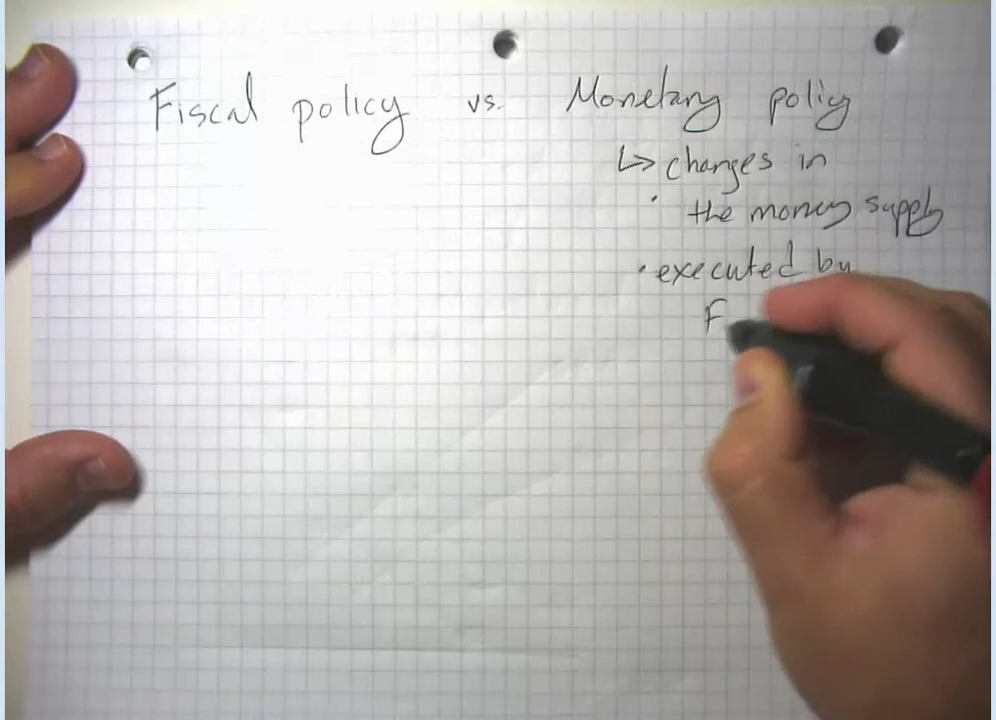 Fiscal policy vs. Monetary policy
↳ changes in
the money supply
• executed by
F